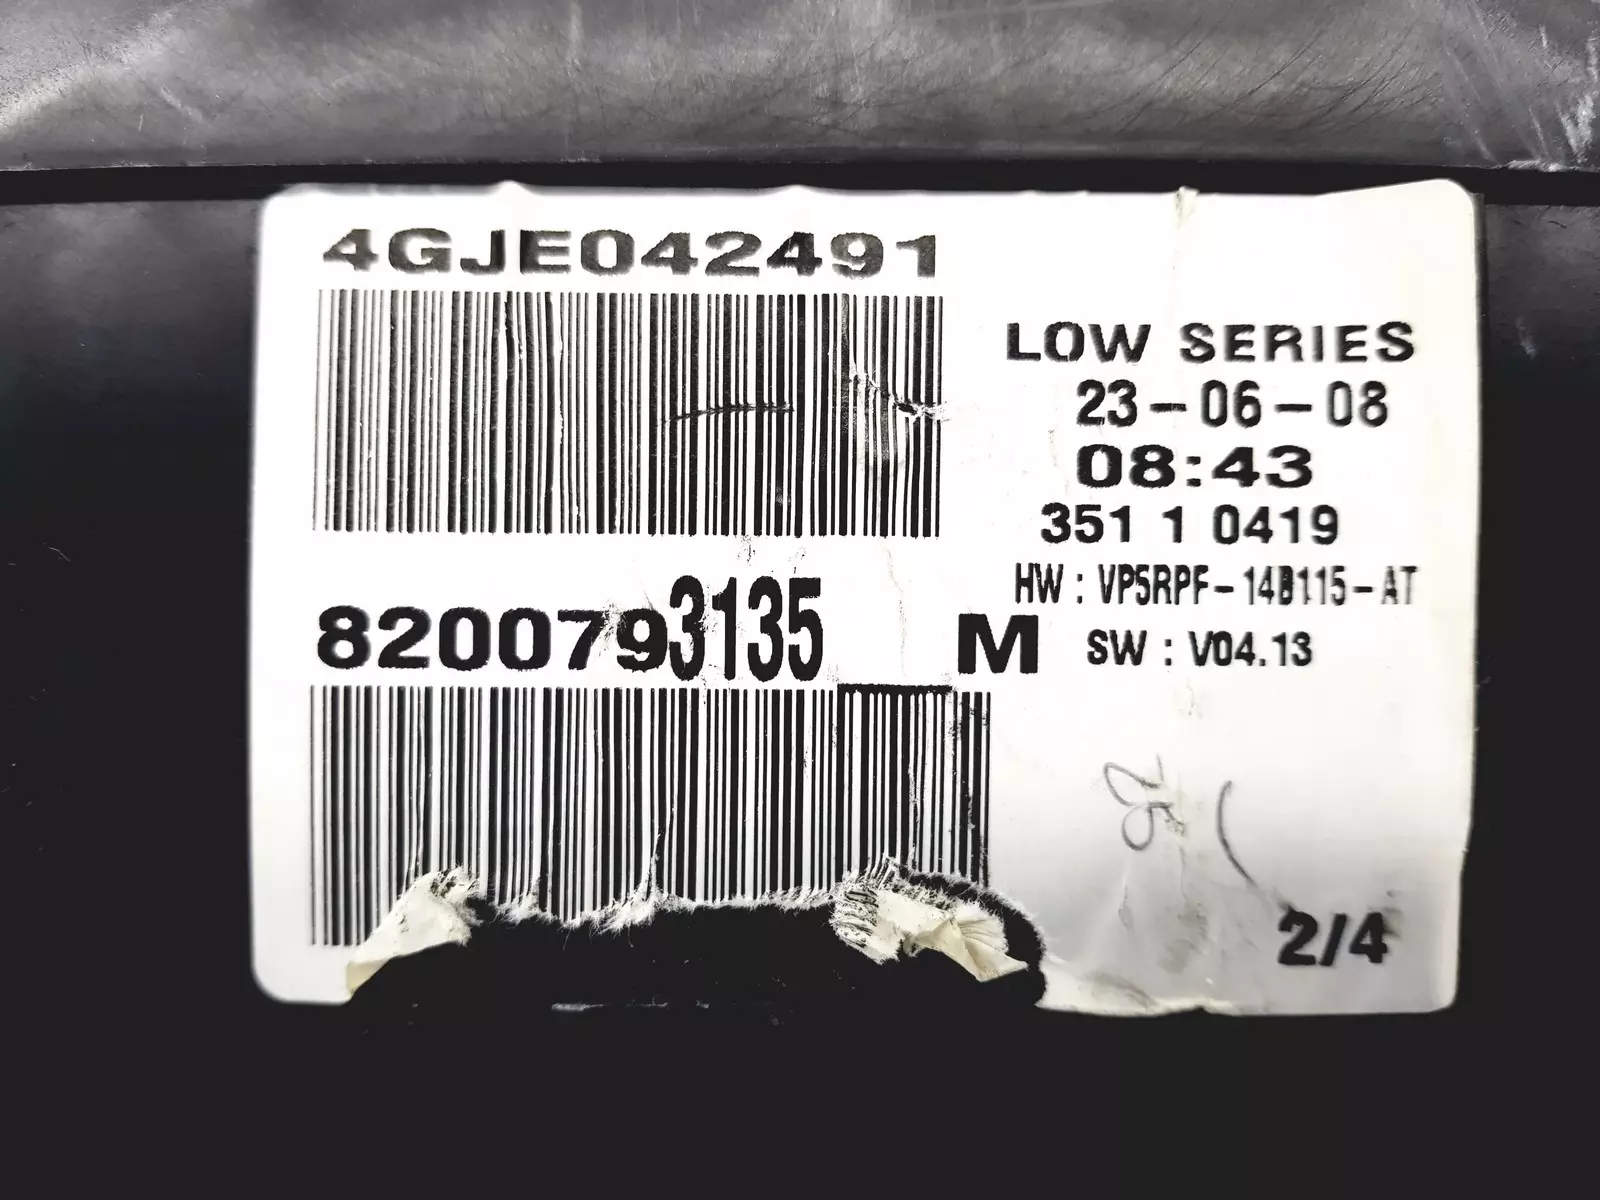 4GJE042491
LOW SERIES
23-06-08
08:43
351 1 0419
HW : VP5RPF-14B115-AT
8200793135__M
SW : V04.13
2/4